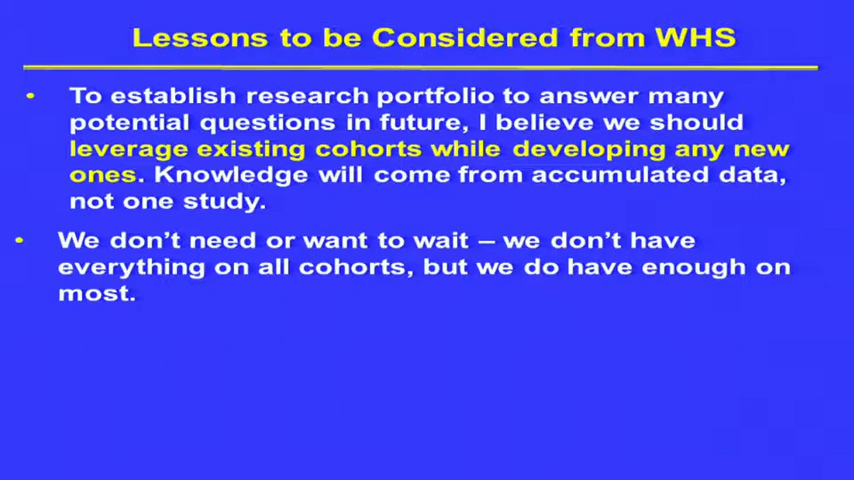 Lessons to be Considered from WHS
• To establish research portfolio to answer many
potential questions in future, I believe we should
leverage existing cohorts while developing any new
ones. Knowledge will come from accumulated data,
not one study.
• We don't need or want to wait – we don't have
everything on all cohorts, but we do have enough on
most.